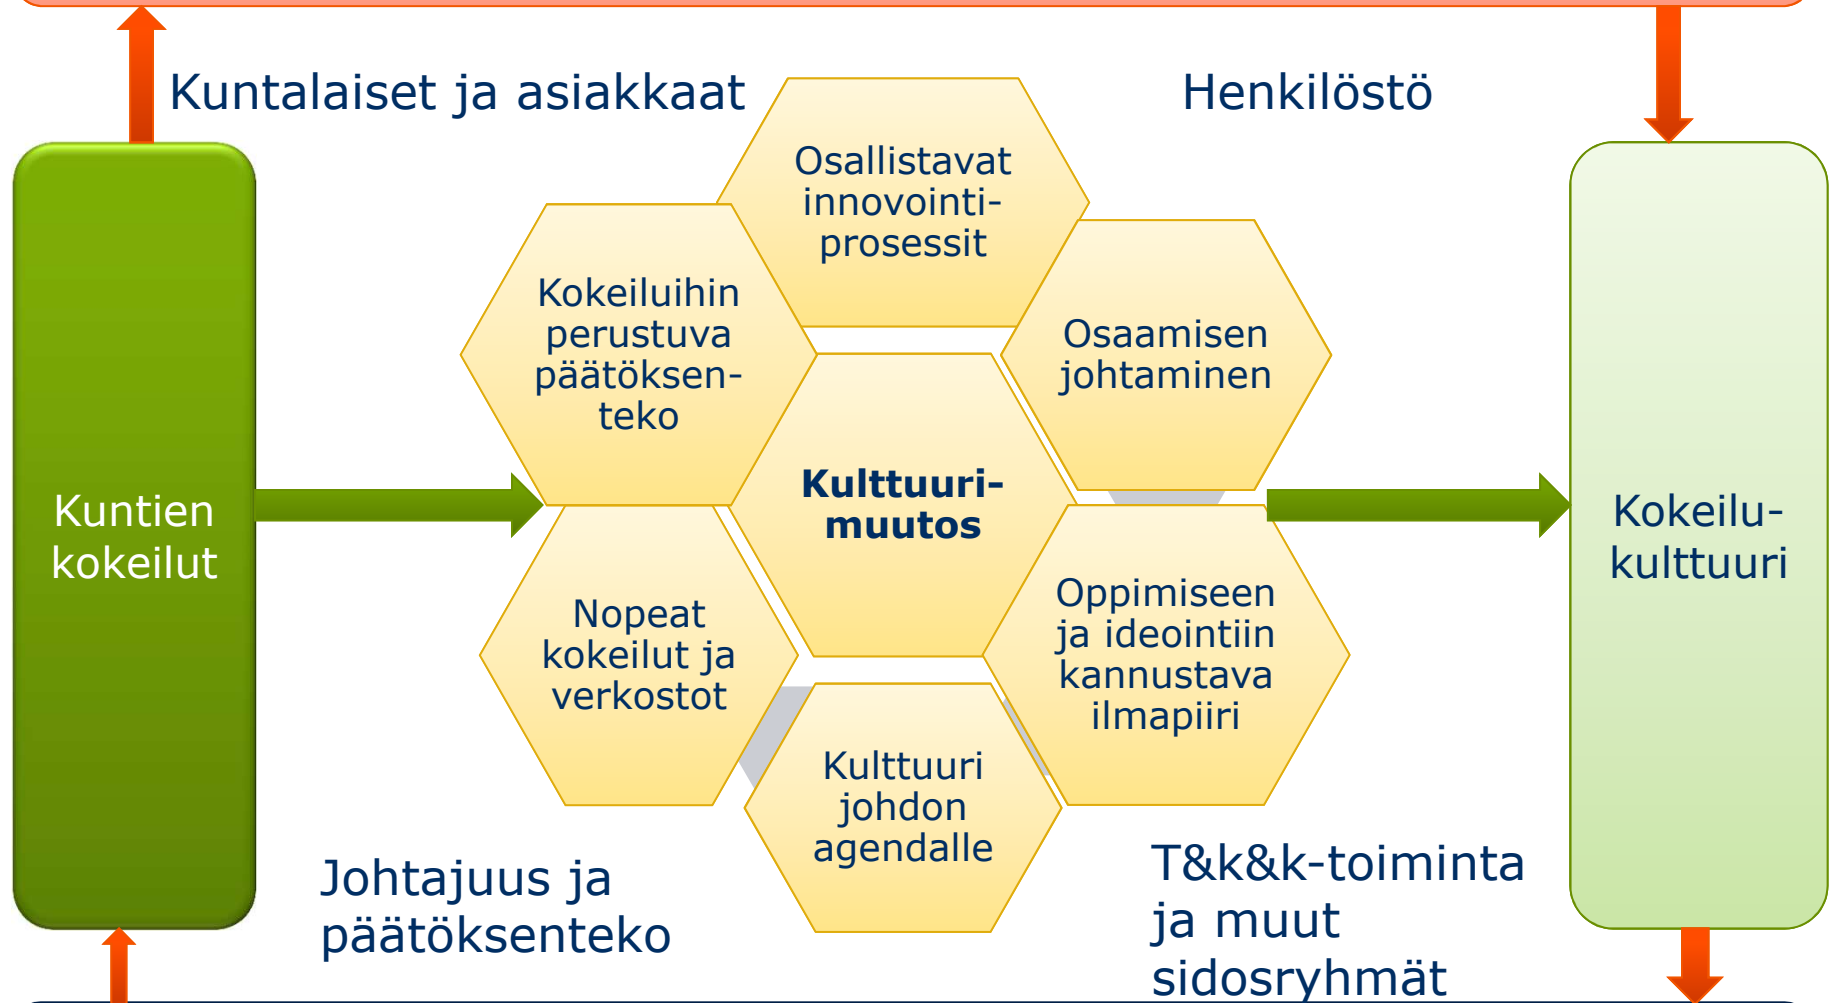 Kuntalaiset ja asiakkaat
Henkilöstö
Osallistavat
innovointi-
prosessit
Kokeiluihin
perustuva
päätöksen-
teko
Osaamisen
johtaminen
Kulttuuri-
muutos
Kuntien
kokeilut
Kokeilu-
kulttuuri
Nopeat
kokeilut ja
verkostot
Oppimiseen
ja ideointiin
kannustava
ilmapiiri
Kulttuuri
johdon
agendalle
Johtajuus ja
päätöksenteko
T&k&k-toiminta
ja muut
sidosryhmät